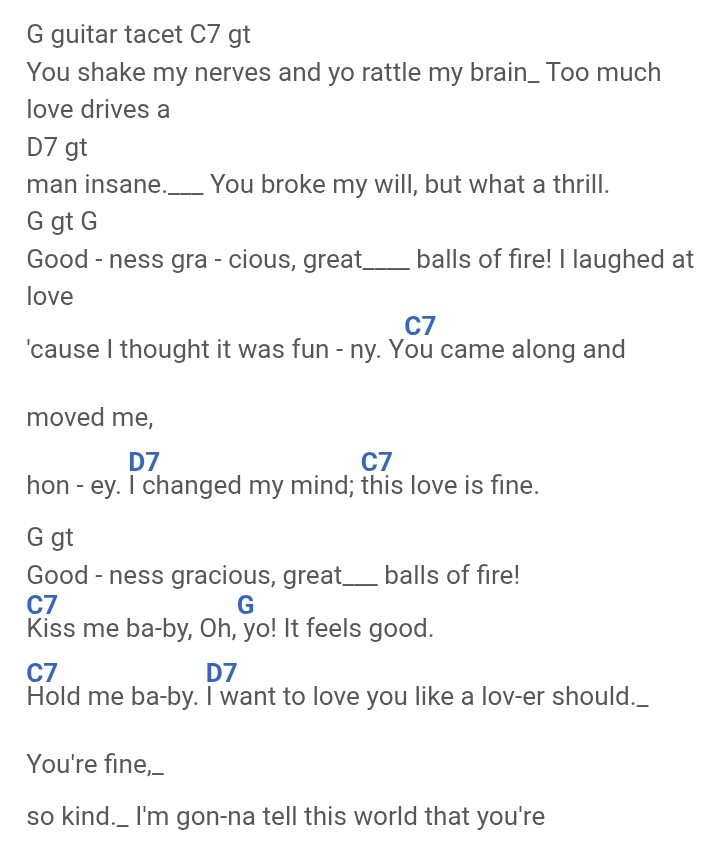 G guitar tacet C7 gt
You shake my nerves and yo rattle my brain_ Too much
love drives a
D7 gt
man insane.___ You broke my will, but what a thrill.
G gt G
Good - ness gra - cious, great____ balls of fire! I laughed at
love
C7
'cause I thought it was fun - ny. You came along and
moved me,
D7 C7
hon - ey. I changed my mind; this love is fine.
G gt
Good - ness gracious, great___ balls of fire!
C7 G
Kiss me ba-by, Oh, yo! It feels good.
C7 D7
Hold me ba-by. I want to love you like a lov-er should._
You're fine,_
so kind._ I'm gon-na tell this world that you're